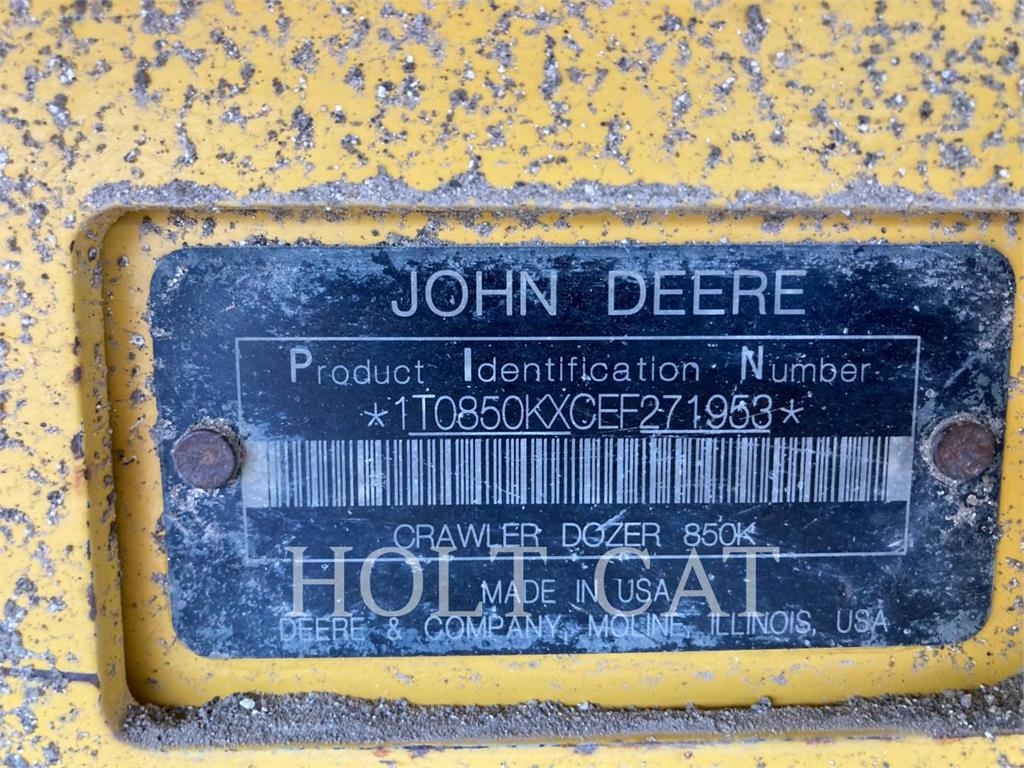 JOHN DEERE
Product Identification Number
*1T0850KXCEF271953*
CRAWLER DOZER 850K
HOLT CAT
MADE IN USA
DEERE & COMPANY, MOLINE, ILLINOIS, USA